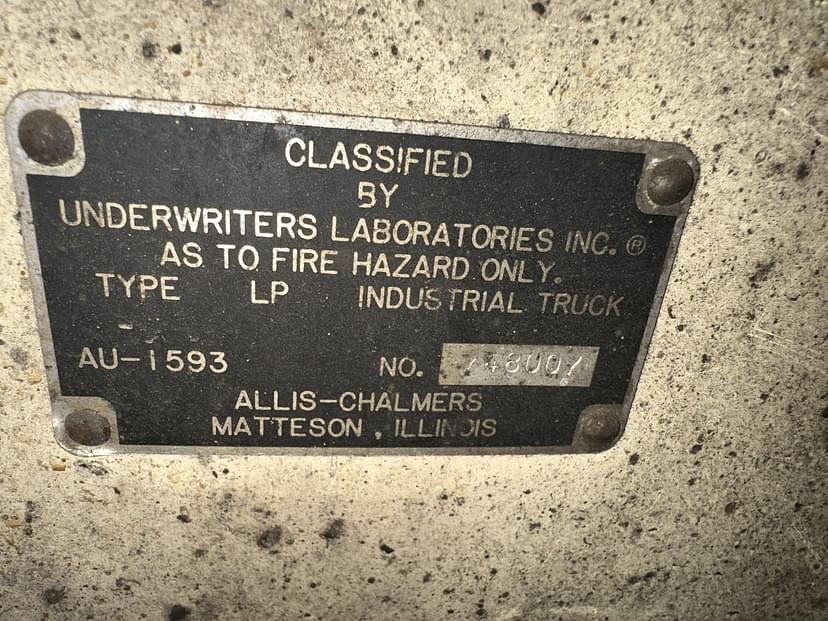 CLASSIFIED
BY
UNDERWRITERS LABORATORIES INC.®
AS TO FIRE HAZARD ONLY.
TYPE LP INDUSTRIAL TRUCK
AU-1593 NO.
ALLIS-CHALMERS
MATTESON, ILLINOIS